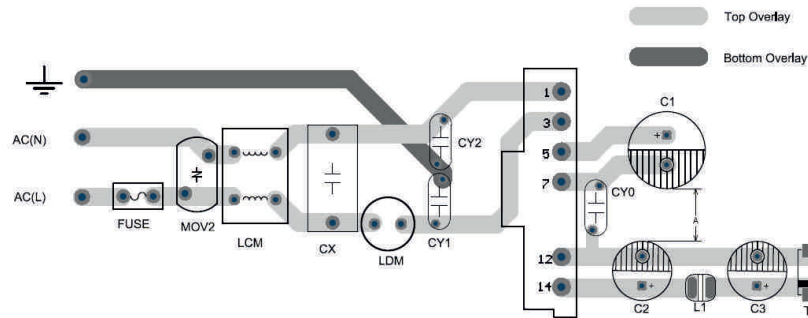 Top Overlay
Bottom Overlay
1
C1
3
+
AC(N)
CY2
5
7
CY0
AC(L)
A
FUSE
MOV2
LCM
CX
LDM
CY1
12
14
+
+
C2
L1
C3
T